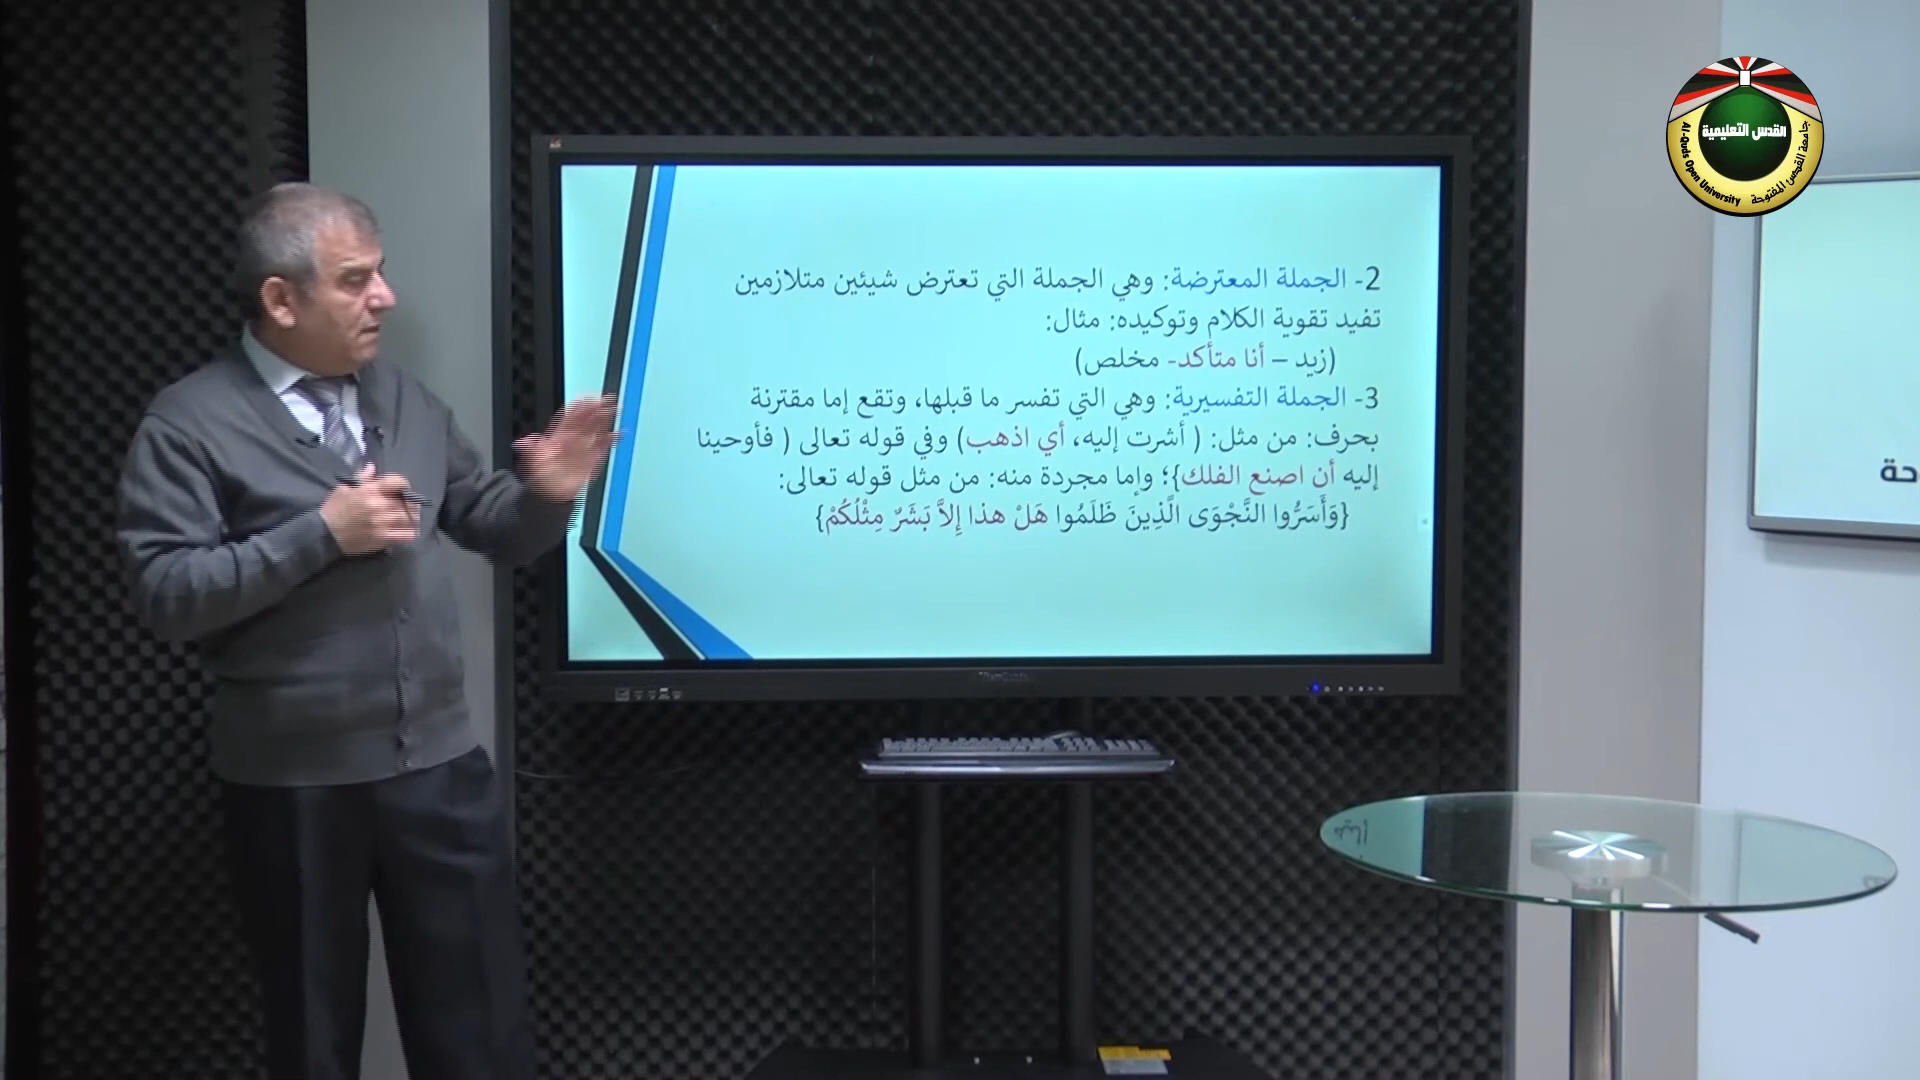 2- الجملة المعترضة: وهي الجملة التي تعترض شيئين متلازمين
تفيد تقوية الكلام وتوكيده: مثال:
(زيد – أنا متأكد- مخلص)
3- الجملة التفسيرية: وهي التي تفسر ما قبلها، وتقع إما مقترنة
بحرف: من مثل: ( أشرت إليه، أي اذهب) وفي قوله تعالى ( فأوحينا
إليه أن اصنع الفلك}؛ وإما مجردة منه: من مثل قوله تعالى:
{وَأَسَرُّوا النَّجْوَى الَّذِينَ ظَلَمُوا هَلْ هذا إِلاَّ بَشَرٌ مِثْلُكُمْ}
القدس التعليمية
جامعة القدس المفتوحة
Al-Quds Open University
حة